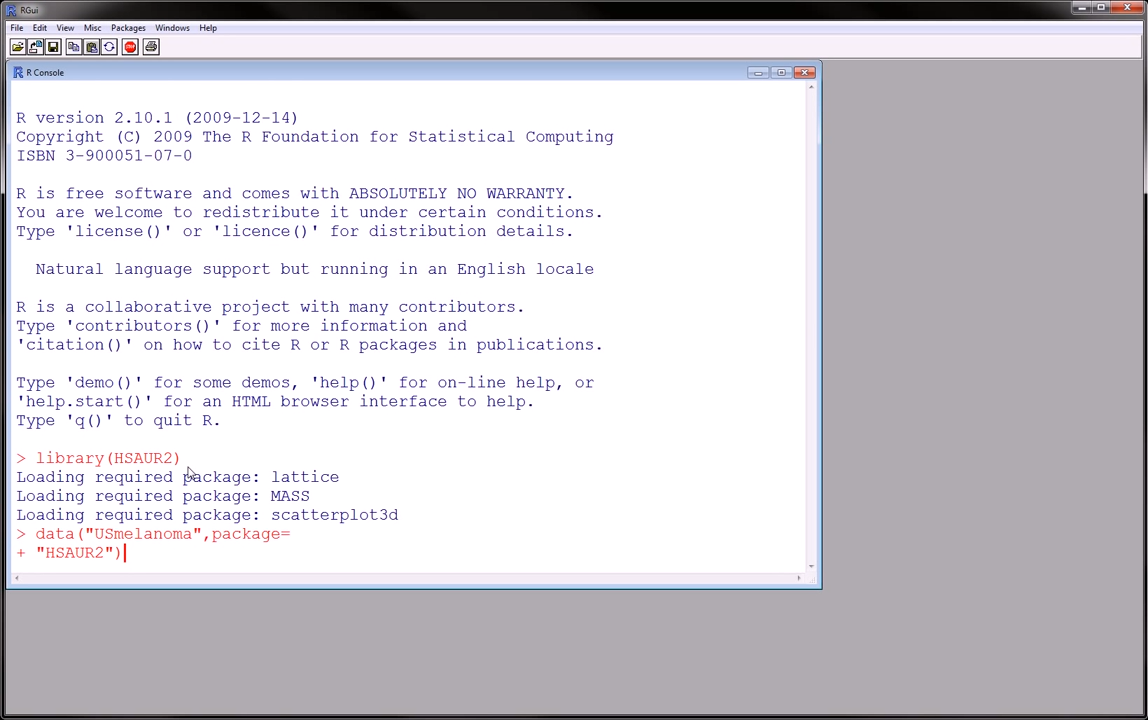 RGui
File Edit View Misc Packages Windows Help
STOP
R Console
R version 2.10.1 (2009-12-14)
Copyright (C) 2009 The R Foundation for Statistical Computing
ISBN 3-900051-07-0
R is free software and comes with ABSOLUTELY NO WARRANTY.
You are welcome to redistribute it under certain conditions.
Type 'license()' or 'licence()' for distribution details.
Natural language support but running in an English locale
R is a collaborative project with many contributors.
Type 'contributors()' for more information and
'citation()' on how to cite R or R packages in publications.
Type 'demo()' for some demos, 'help()' for on-line help, or
'help.start()' for an HTML browser interface to help.
Type 'q()' to quit R.
> library(HSAUR2)
Loading required package: lattice
Loading required package: MASS
Loading required package: scatterplot3d
> data("USmelanoma",package=
+ "HSAUR2")